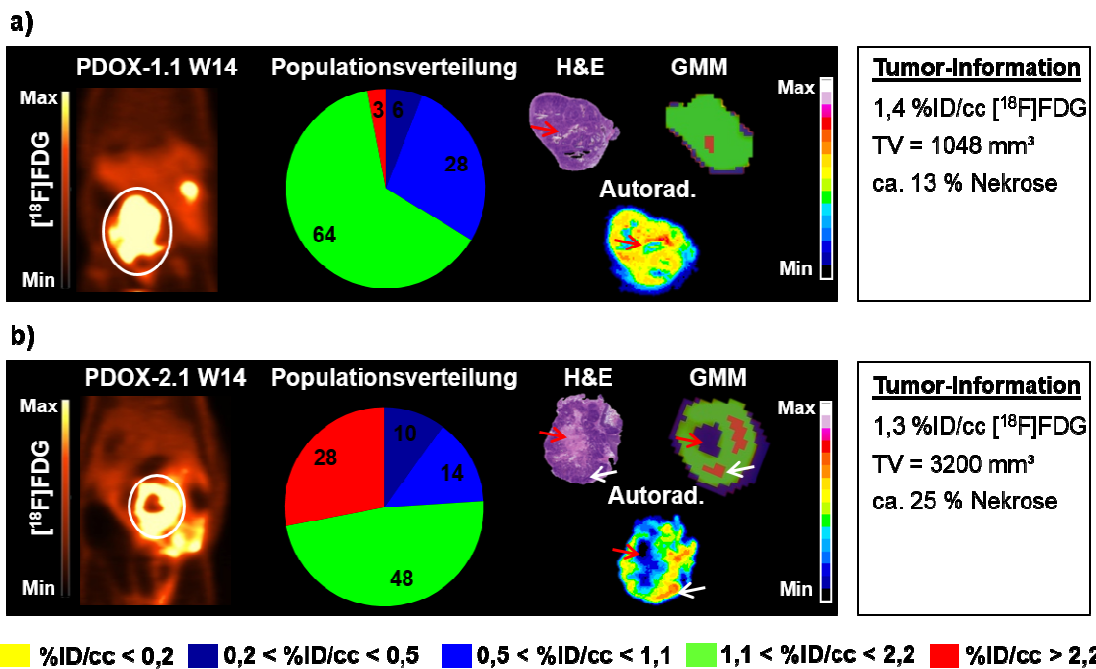 a)
PDOX-1.1 W14
Populationsverteilung
H&E
GMM
Max
[¹⁸F]FDG
Min
3
6
28
64
Autorad.
Max
Min
Tumor-Information
1,4 %ID/cc [¹⁸F]FDG
TV = 1048 mm³
ca. 13 % Nekrose
b)
PDOX-2.1 W14
Populationsverteilung
H&E
GMM
Max
[¹⁸F]FDG
Min
10
14
28
48
Autorad.
Max
Min
Tumor-Information
1,3 %ID/cc [¹⁸F]FDG
TV = 3200 mm³
ca. 25 % Nekrose
%ID/cc < 0,2 0,2 < %ID/cc < 0,5 0,5 < %ID/cc < 1,1 1,1 < %ID/cc < 2,2 %ID/cc > 2,2